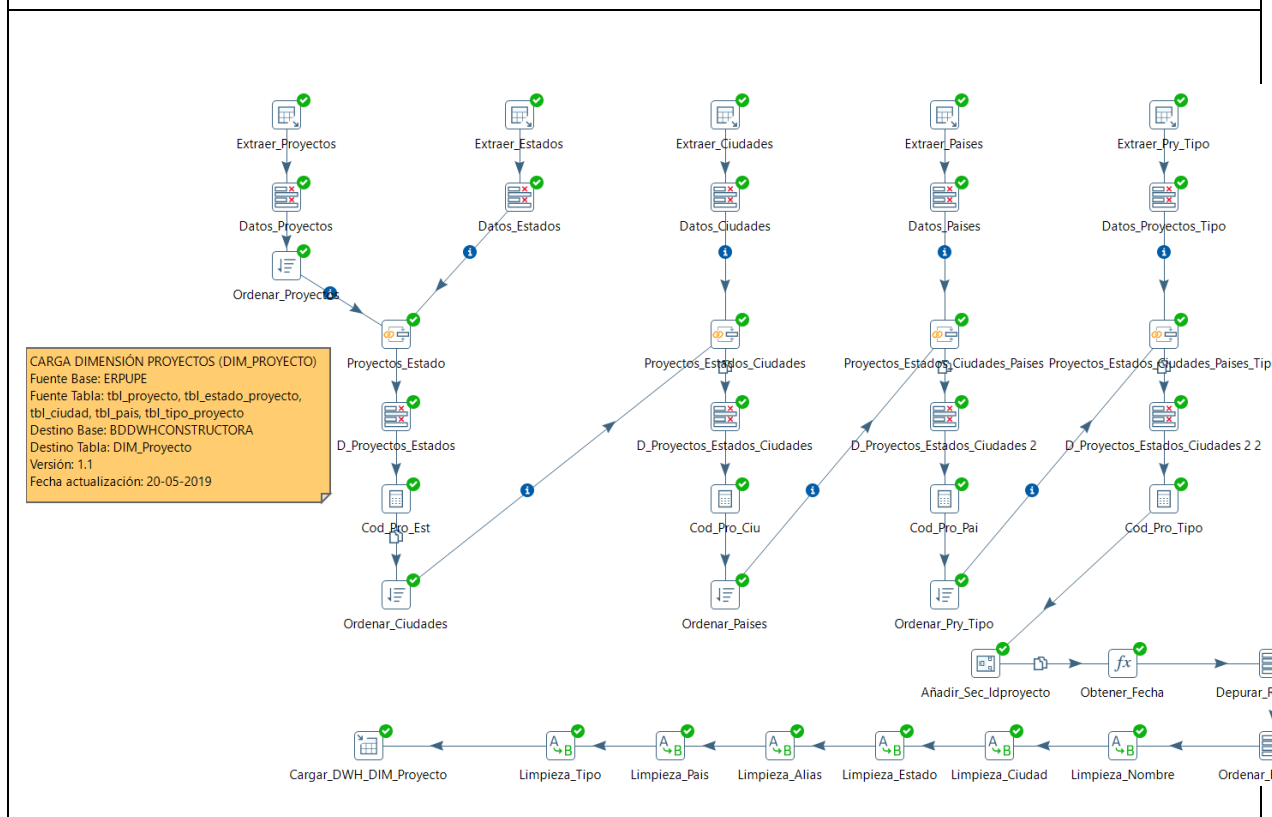 Extraer_Proyectos
Extraer_Estados
Extraer_Ciudades
Extraer_Paises
Extraer_Pry_Tipo
Datos_Proyectos
Datos_Estados
Datos_Ciudades
Datos_Paises
Datos_Proyectos_Tipo
Ordenar_Proyectos
Proyectos_Estado
Proyectos_Estados_Ciudades
Proyectos_Estados_Ciudades_Paises
Proyectos_Estados_Ciudades_Paises_Tip
CARGA DIMENSIÓN PROYECTOS (DIM_PROYECTO)
Fuente Base: ERPUPE
Fuente Tabla: tbl_proyecto, tbl_estado_proyecto,
tbl_ciudad, tbl_pais, tbl_tipo_proyecto
Destino Base: BDDWHCONSTRUCTORA
Destino Tabla: DIM_Proyecto
Versión: 1.1
Fecha actualización: 20-05-2019
D_Proyectos_Estados
D_Proyectos_Estados_Ciudades
D_Proyectos_Estados_Ciudades 2
D_Proyectos_Estados_Ciudades 2 2
Cod_Pro_Est
Cod_Pro_Ciu
Cod_Pro_Pai
Cod_Pro_Tipo
Ordenar_Ciudades
Ordenar_Paises
Ordenar_Pry_Tipo
Añadir_Sec_Idproyecto
fx
Obtener_Fecha
Depurar_
Cargar_DWH_DIM_Proyecto
A B
Limpieza_Tipo
A B
Limpieza_Pais
A B
Limpieza_Alias
A B
Limpieza_Estado
A B
Limpieza_Ciudad
A B
Limpieza_Nombre
Ordenar_